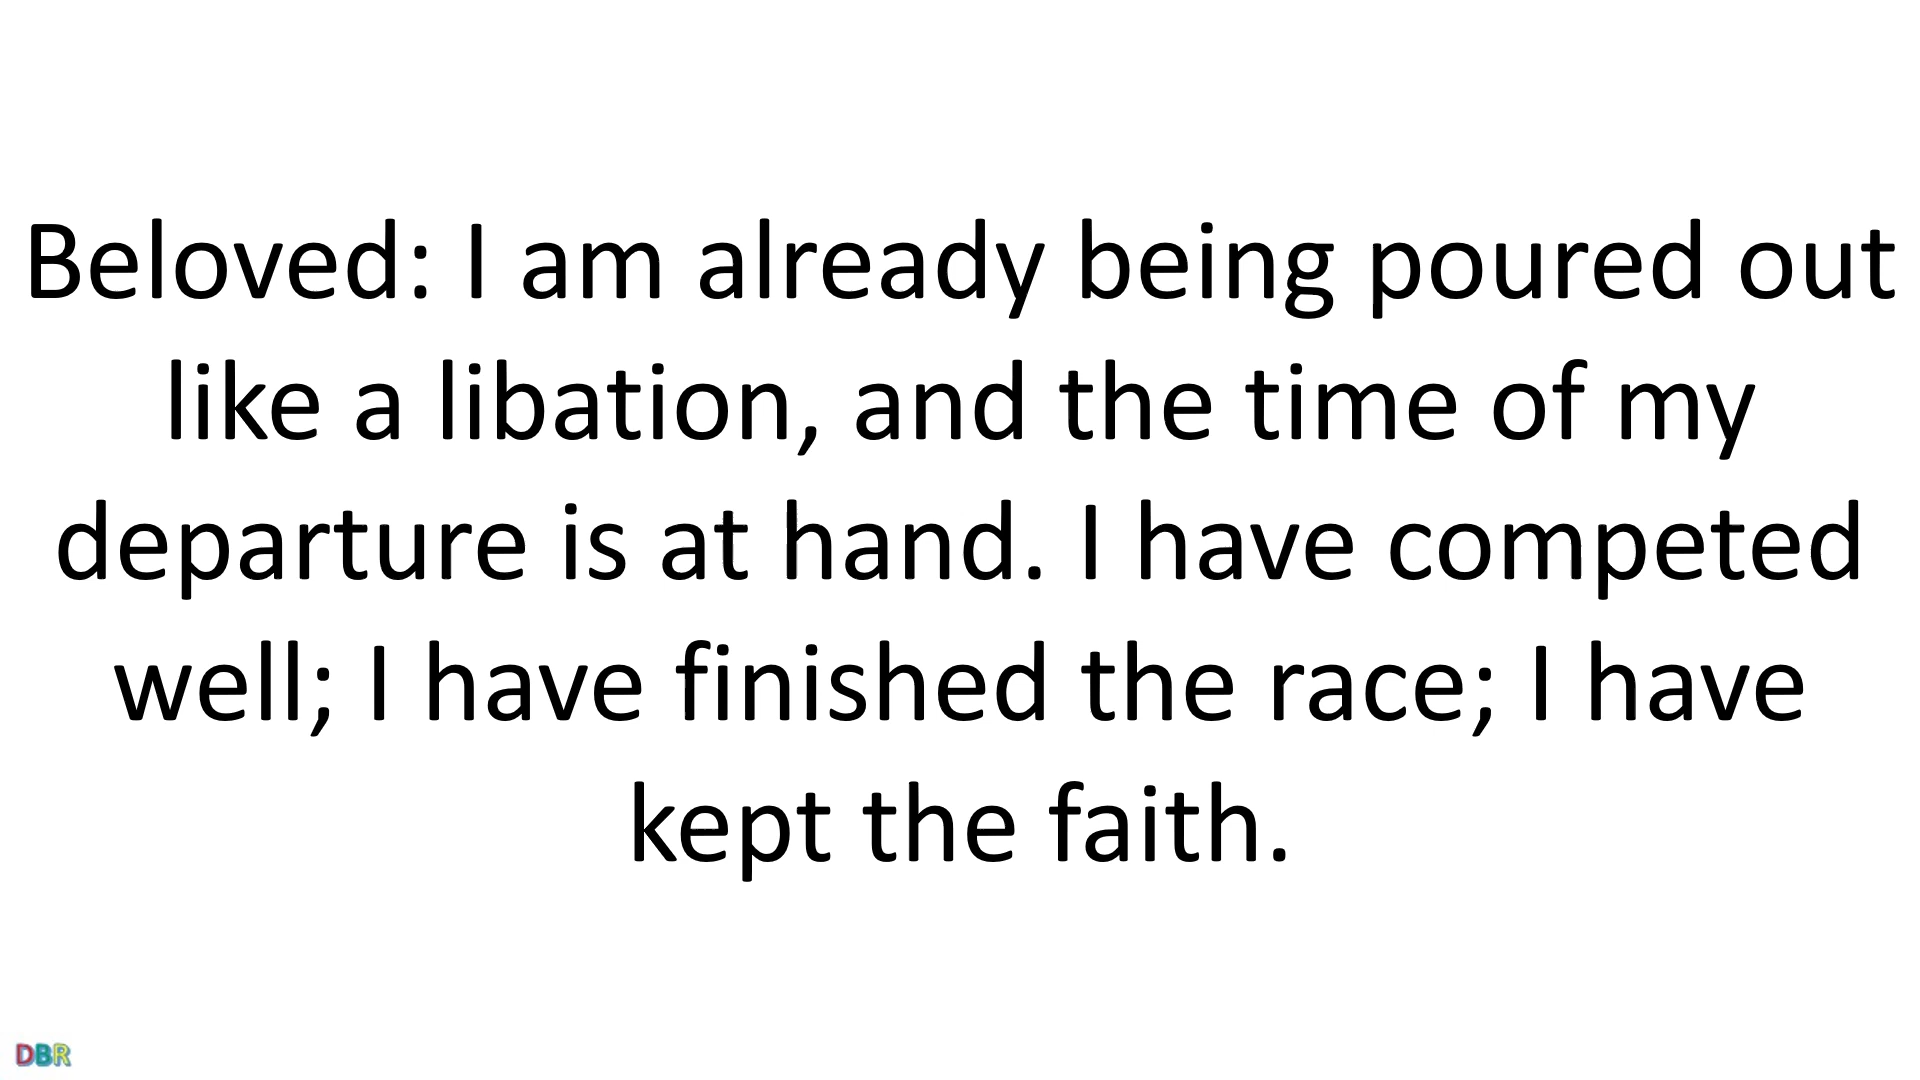 Beloved: I am already being poured out
like a libation, and the time of my
departure is at hand. I have competed
well; I have finished the race; I have
kept the faith.
DBR